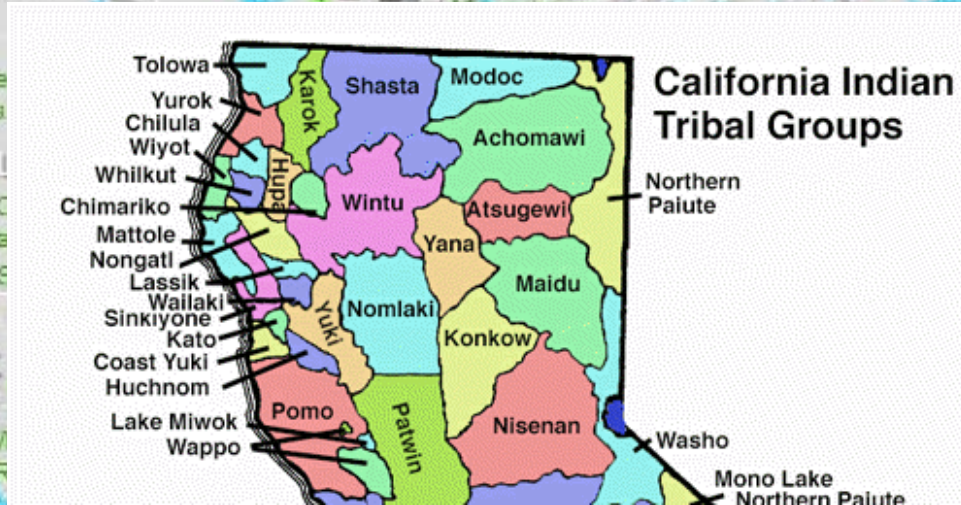 California Indian
Tribal Groups
Tolowa
Karok
Shasta
Modoc
Yurok
Chilula
Achomawi
Wiyot
Whilkut
Hupa
Northern
Paiute
Chimariko
Wintu
Atsugewi
Mattole
Yana
Nongatl
Lassik
Maidu
Wailaki
Sinkiyone
Yuki
Nomlaki
Kato
Konkow
Coast Yuki
Huchnom
Pomo
Patwin
Lake Miwok
Nisenan
Wappo
Washo
Mono Lake
Northern Paiute